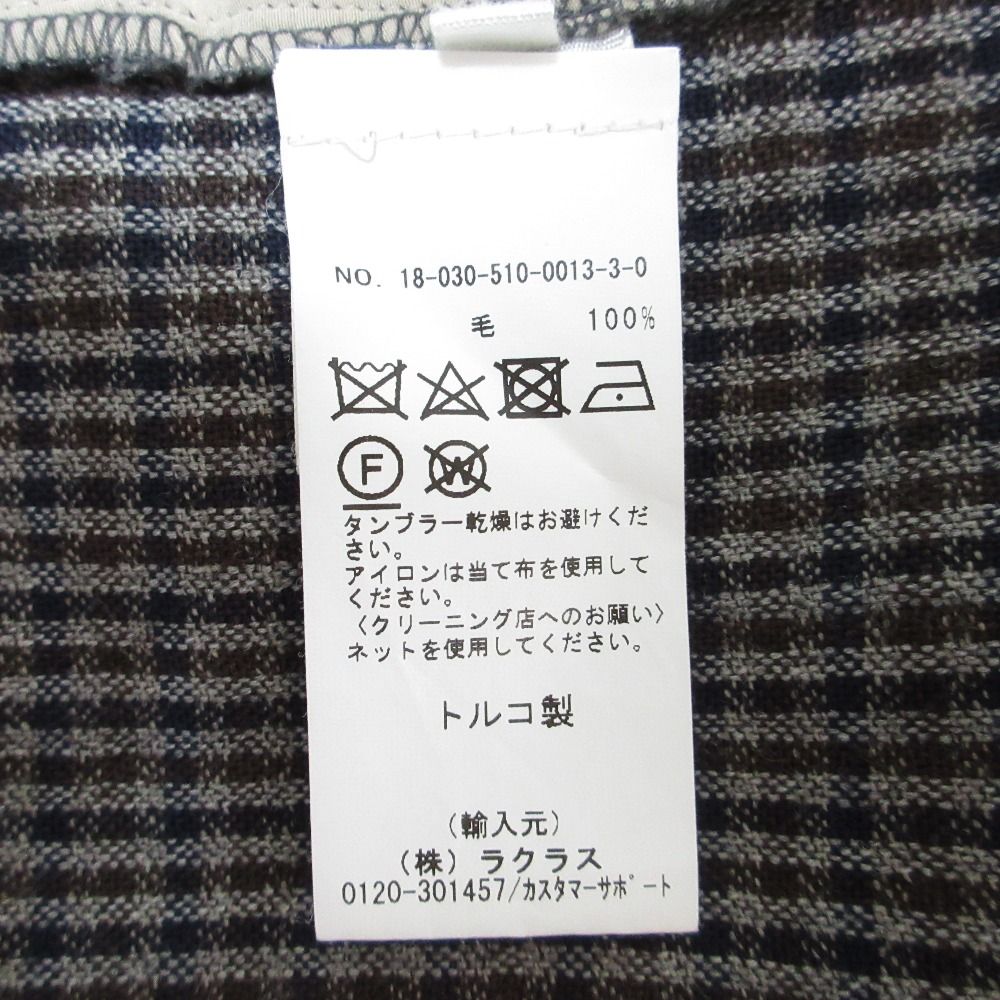 NO. 18-030-510-0013-3-0
毛 100%
F W
タンブラー乾燥はお避けくだ
さい。
アイロンは当て布を使用して
ください。
〈クリーニング店へのお願い〉
ネットを使用してください。
トルコ製
(輸入元)
(株) ラクラス
0120-301457/カスタマーサポート